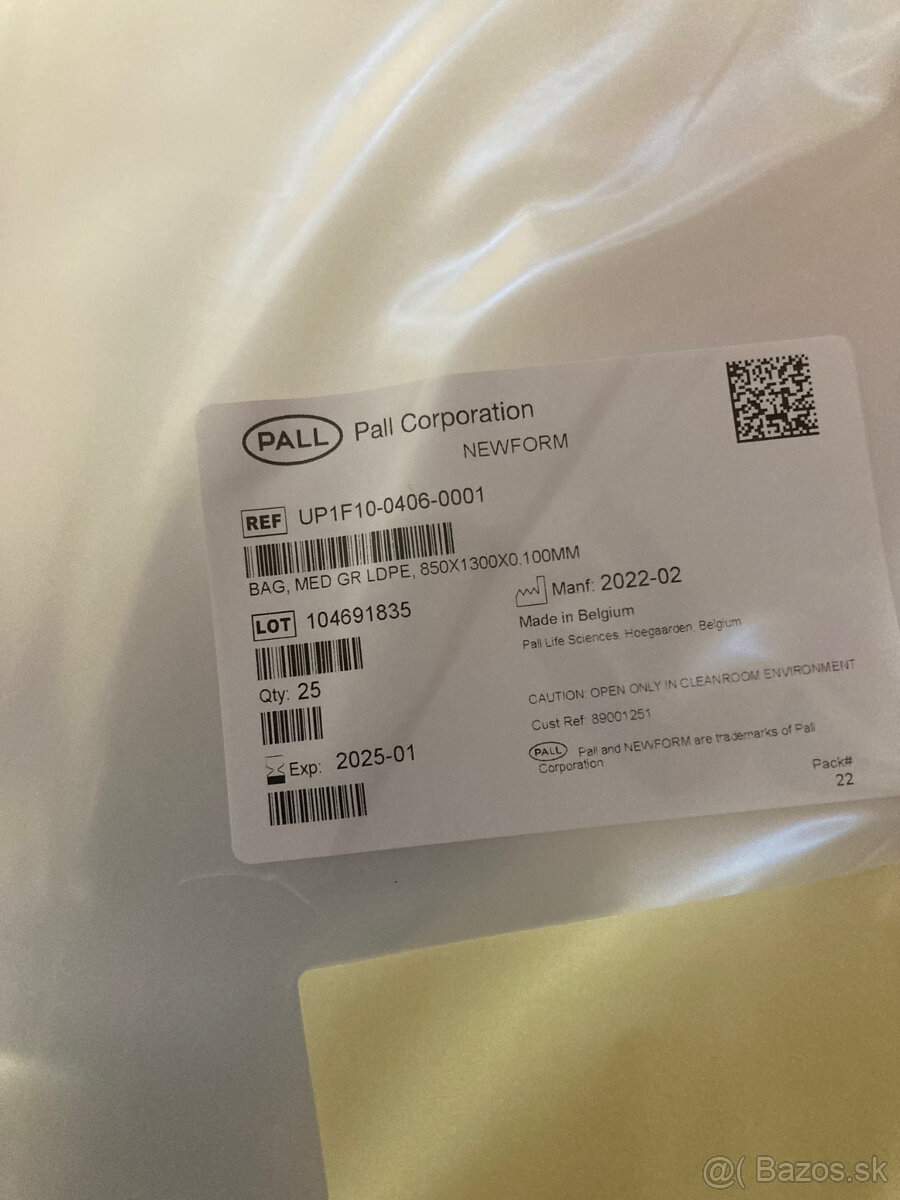 PALL Pall Corporation
NEWFORM
REF UP1F10-0406-0001
BAG, MED GR LDPE, 850X1300X0.100MM
LOT 104691835
Qty: 25
Exp: 2025-01
Manf: 2022-02
Made in Belgium
Pall Life Sciences, Hoegaarden, Belgium
CAUTION: OPEN ONLY IN CLEANROOM ENVIRONMENT
Cust Ref: 89001251
PALL Pall and NEWFORM are trademarks of Pall
Corporation
Pack#
22
@( Bazos.sk